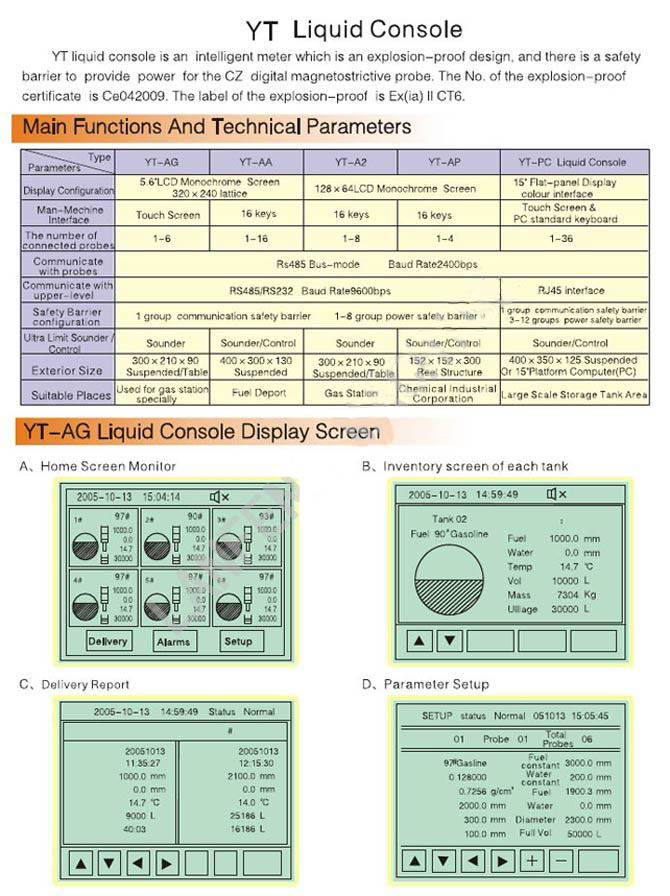 YT Liquid Console
YT liquid console is an intelligent meter which is an explosion-proof design, and there is a safety
barrier to provide power for the CZ digital magnetostrictive probe. The No. of the explosion-proof
certificate is Ce042009. The label of the explosion-proof is Ex(ia) II CT6.
Main Functions And Technical Parameters
Type
Parameters
YT-AG YT-AA YT-A2 YT-AP YT-PC Liquid Console
Display Configuration
5.6"LCD Monochrome Screen
320×240 lattice
128×64LCD Monochrome Screen
15" Flat-panel Display
colour interface
Man-Mechine
Interface
Touch Screen 16 keys 16 keys 16 keys
Touch Screen &
PC standard keyboard
The number of
connected probes
1-6 1-16 1-8 1-4 1-36
Communicate
with probes
Rs485 Bus-mode Baud Rate2400bps
Communicate with
upper-level
RS485/RS232 Baud Rate9600bps RJ45 interface
Safety Barrier
configuration
1 group communication safety barrier 1-8 group power safety barrier
1 group communication safety barrier
3-12 groups power safety barrier
Ultra Limit Sounder /
Control
Sounder Sounder/Control Sounder Sounder/Control Sounder/Control
Exterior Size
300×210×90
Suspended/Table
400×300×130
Suspended
300×210×90
Suspended/Table
152×152×300
Reel Structure
400×350×125 Suspended
Or 15"Platform Computer(PC)
Suitable Places
Used for gas station
specially
Fuel Deport
Gas Station
Chemical Industrial
Corporation
Large Scale Storage Tank Area
YT-AG Liquid Console Display Screen
A、Home Screen Monitor
2005-10-13 15:04:14
1# 97#
1000.0
0.0
14.7
30000
2# 90#
1000.0
0.0
14.7
30000
3# 93#
1000.0
0.0
14.7
30000
4# 97#
1000.0
0.0
14.7
30000
5# 97#
1000.0
0.0
14.7
30000
97#
1000.0
0.0
14.7
30000
Delivery Alarms Setup
B、Inventory screen of each tank
2005-10-13 14:59:49
Tank 02 :
Fuel 90#Gasoline
Fuel 1000.0 mm
Water 0.0 mm
Temp 14.7 ℃
Vol 10000 L
Mass 7304 Kg
Ulllage 30000 L
C、Delivery Report
2005-10-13 14:59:49 Status Normal
#
20051013 20051013
11:35:27 12:15:30
1000.0 mm 2100.0 mm
0.0 mm 0.0 mm
14.7 ℃ 14.0 ℃
9000 L 25186 L
40:03 16186 L
D、Parameter Setup
SETUP status Normal 051013 15:05:45
01 Probe 01 Total Probes 06
97#Gasline Fuel constant 3000.0 mm
0.128000 Water constant 200.0 mm
0.7256 g/cm³ Fuel 1900.3 mm
2000.0 mm Water 0.0 mm
300.0 mm Diameter 2300.0 mm
100.0 mm Full Vol 50000 L
+ −